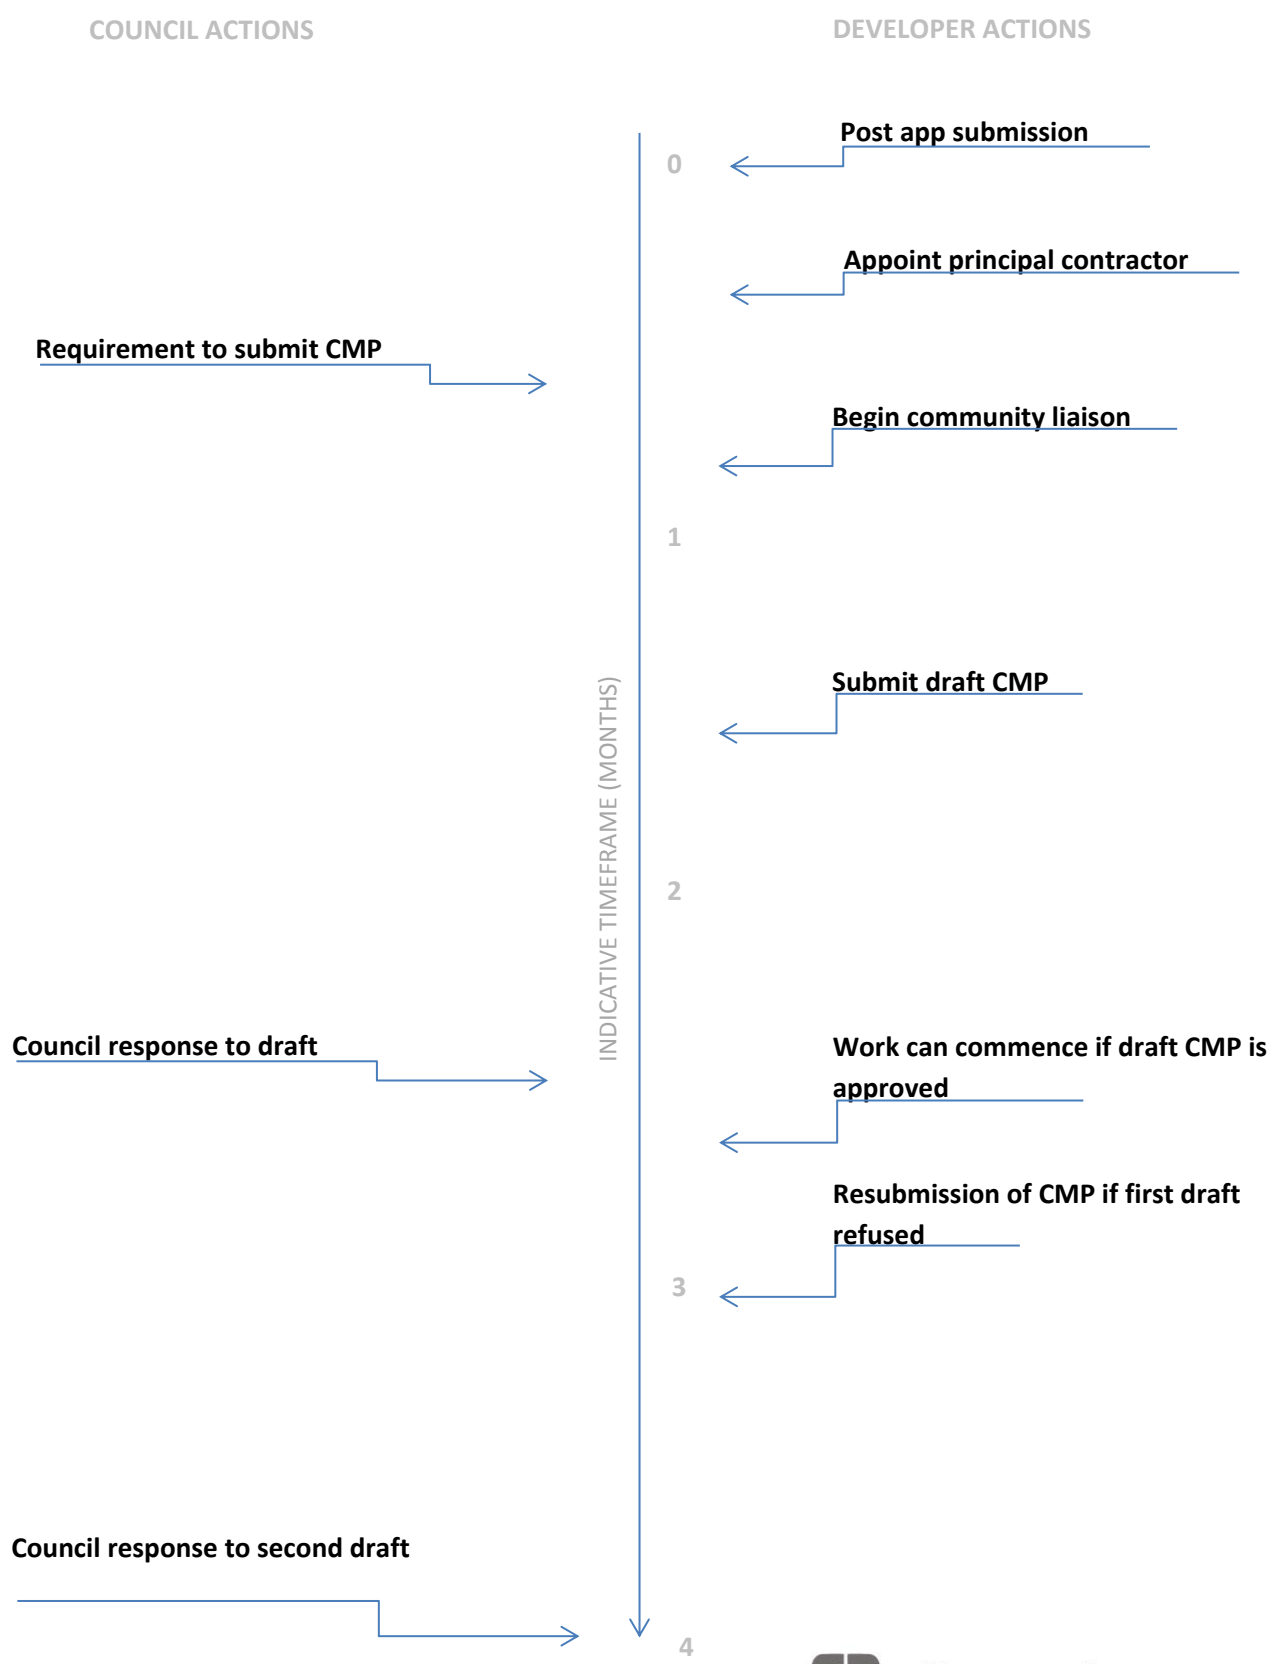 COUNCIL ACTIONS
DEVELOPER ACTIONS
Post app submission
0
Appoint principal contractor
Requirement to submit CMP
Begin community liaison
1
Submit draft CMP
INDICATIVE TIMEFRAME (MONTHS)
2
Council response to draft
Work can commence if draft CMP is
approved
Resubmission of CMP if first draft
refused
3
Council response to second draft
4